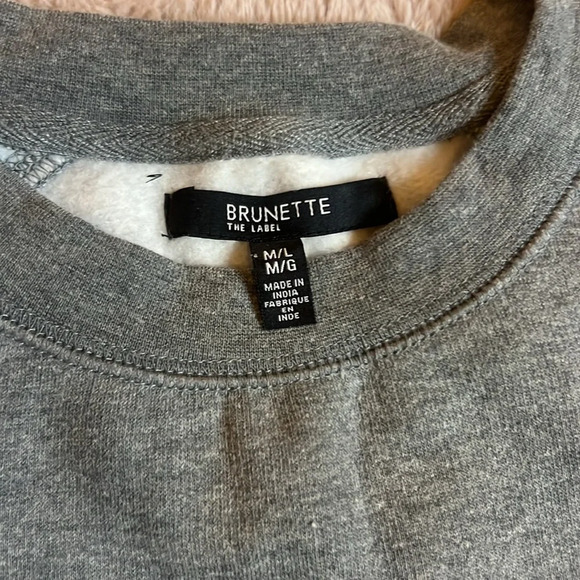 BRUNETTE
THE LABEL
M/L
M/G
MADE IN
INDIA
FABRIQUE
EN
INDE